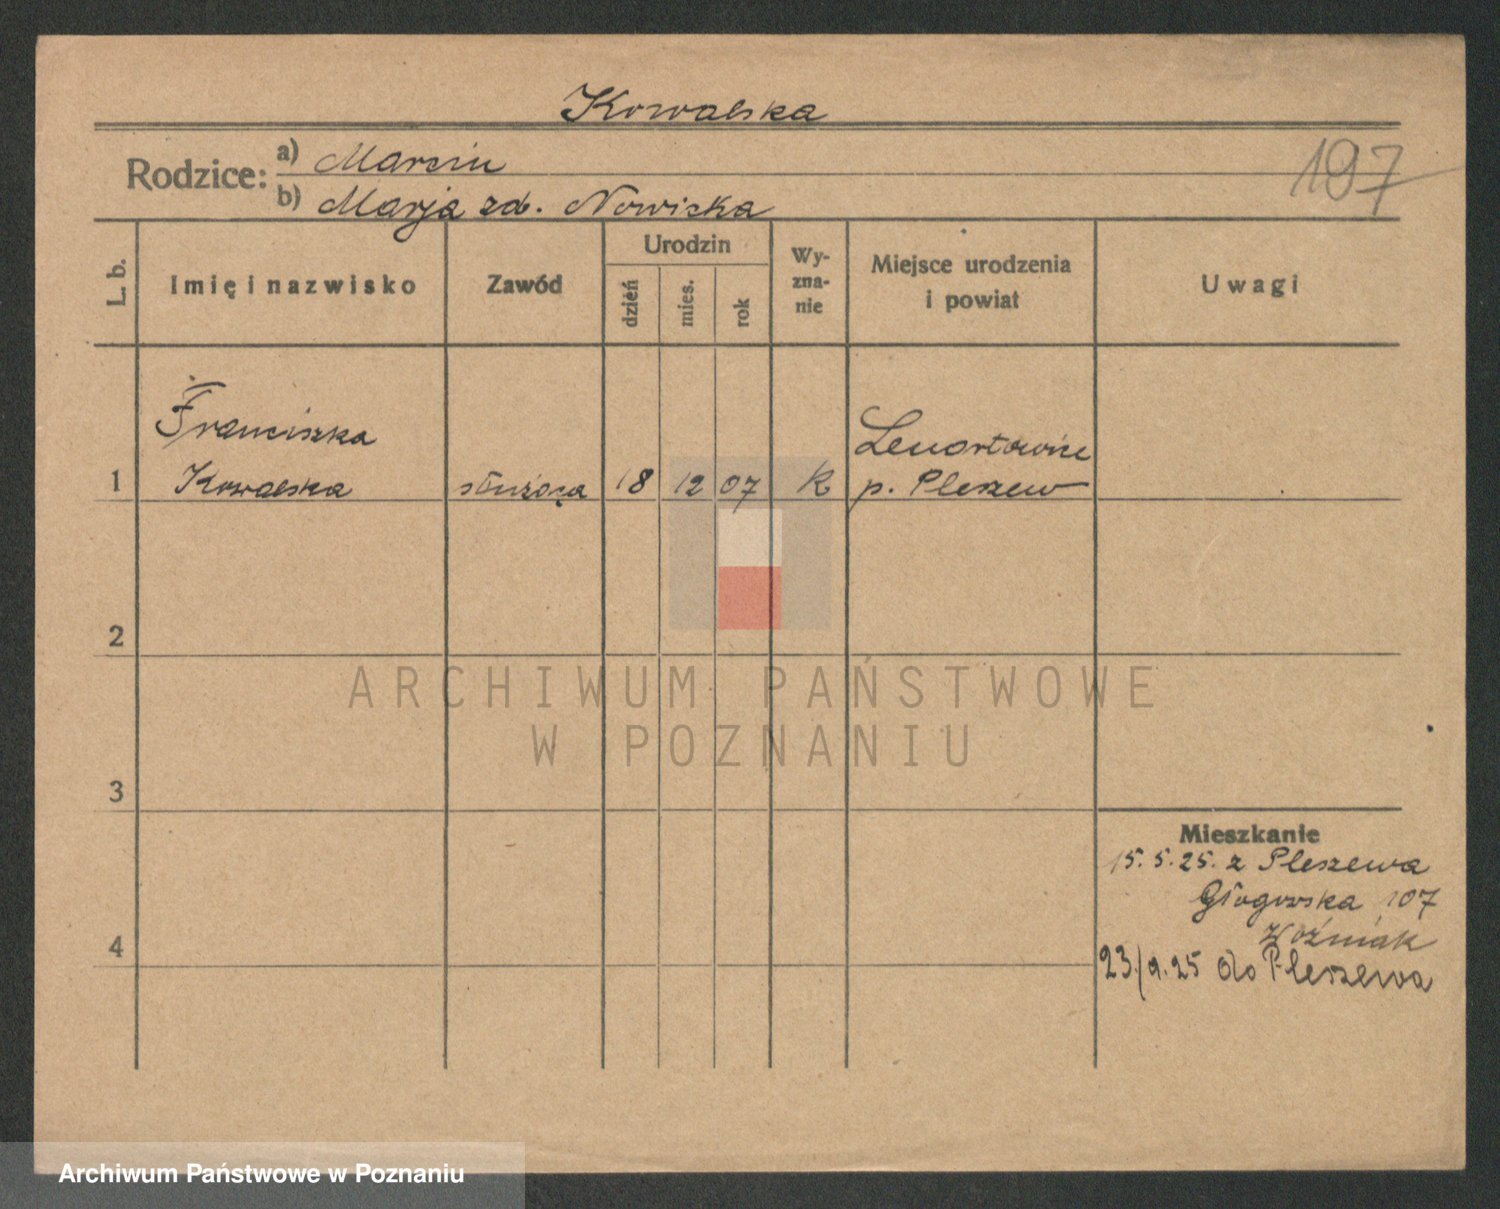 Kowalska
Rodzice:
a) Marcin
b) Marja zd. Nowicka
197
L. b.
Imię i nazwisko
Zawód
Urodzin
dzień
mies.
rok
Wy-
zna-
nie
Miejsce urodzenia
i powiat
Uwagi
1
Franciszka
Kowalska
służąca
18
12
07
K
Lenartowice
p. Pleszew
2
3
4
Mieszkanie
15.5.25. z Pleszewa
Głogowska 107
Woźniak
23/9.25 do Pleszewa
ARCHIWUM PAŃSTWOWE
W POZNANIU
Archiwum Państwowe w Poznaniu